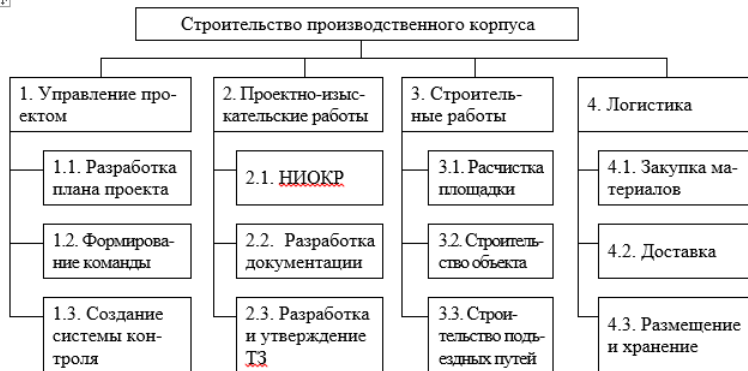 Строительство производственного корпуса
1. Управление про-
ектом
2. Проектно-изыс-
кательские работы
3. Строитель-
ные работы
4. Логистика
1.1. Разработка
плана проекта
2.1. НИОКР
3.1. Расчистка
площадки
4.1. Закупка ма-
териалов
1.2. Формирова-
ние команды
2.2. Разработка
документации
3.2. Строитель-
ство объекта
4.2. Доставка
1.3. Создание
системы кон-
троля
2.3. Разработка
и утверждение
ТЗ
3.3. Строи-
тельство подъ-
ездных путей
4.3. Размещение
и хранение